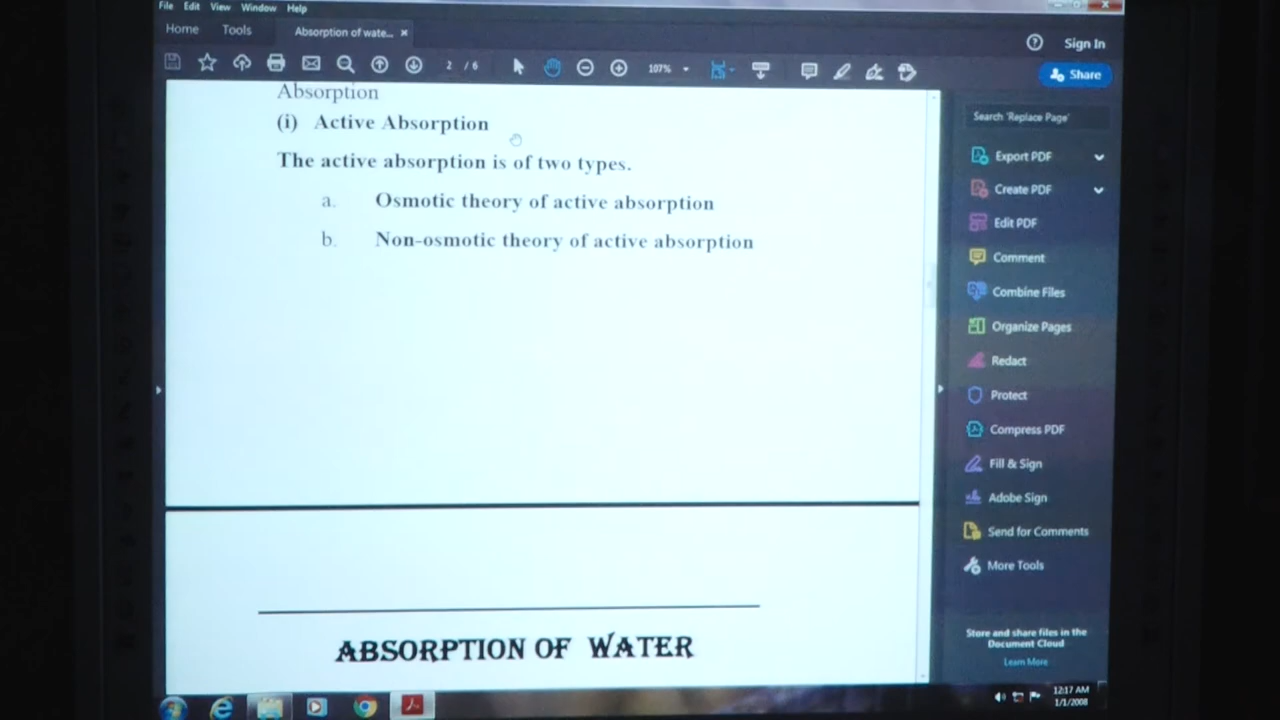 File Edit View Window Help
Home Tools Absorption of wate... ×
Sign In
2 / 6 107%
Share
Absorption
(i) Active Absorption
The active absorption is of two types.
a. Osmotic theory of active absorption
b. Non-osmotic theory of active absorption
ABSORPTION OF WATER
Search 'Replace Page'
Export PDF
Create PDF
Edit PDF
Comment
Combine Files
Organize Pages
Redact
Protect
Compress PDF
Fill & Sign
Adobe Sign
Send for Comments
More Tools
Store and share files in the
Document Cloud
Learn More
12:17 AM
1/1/2008